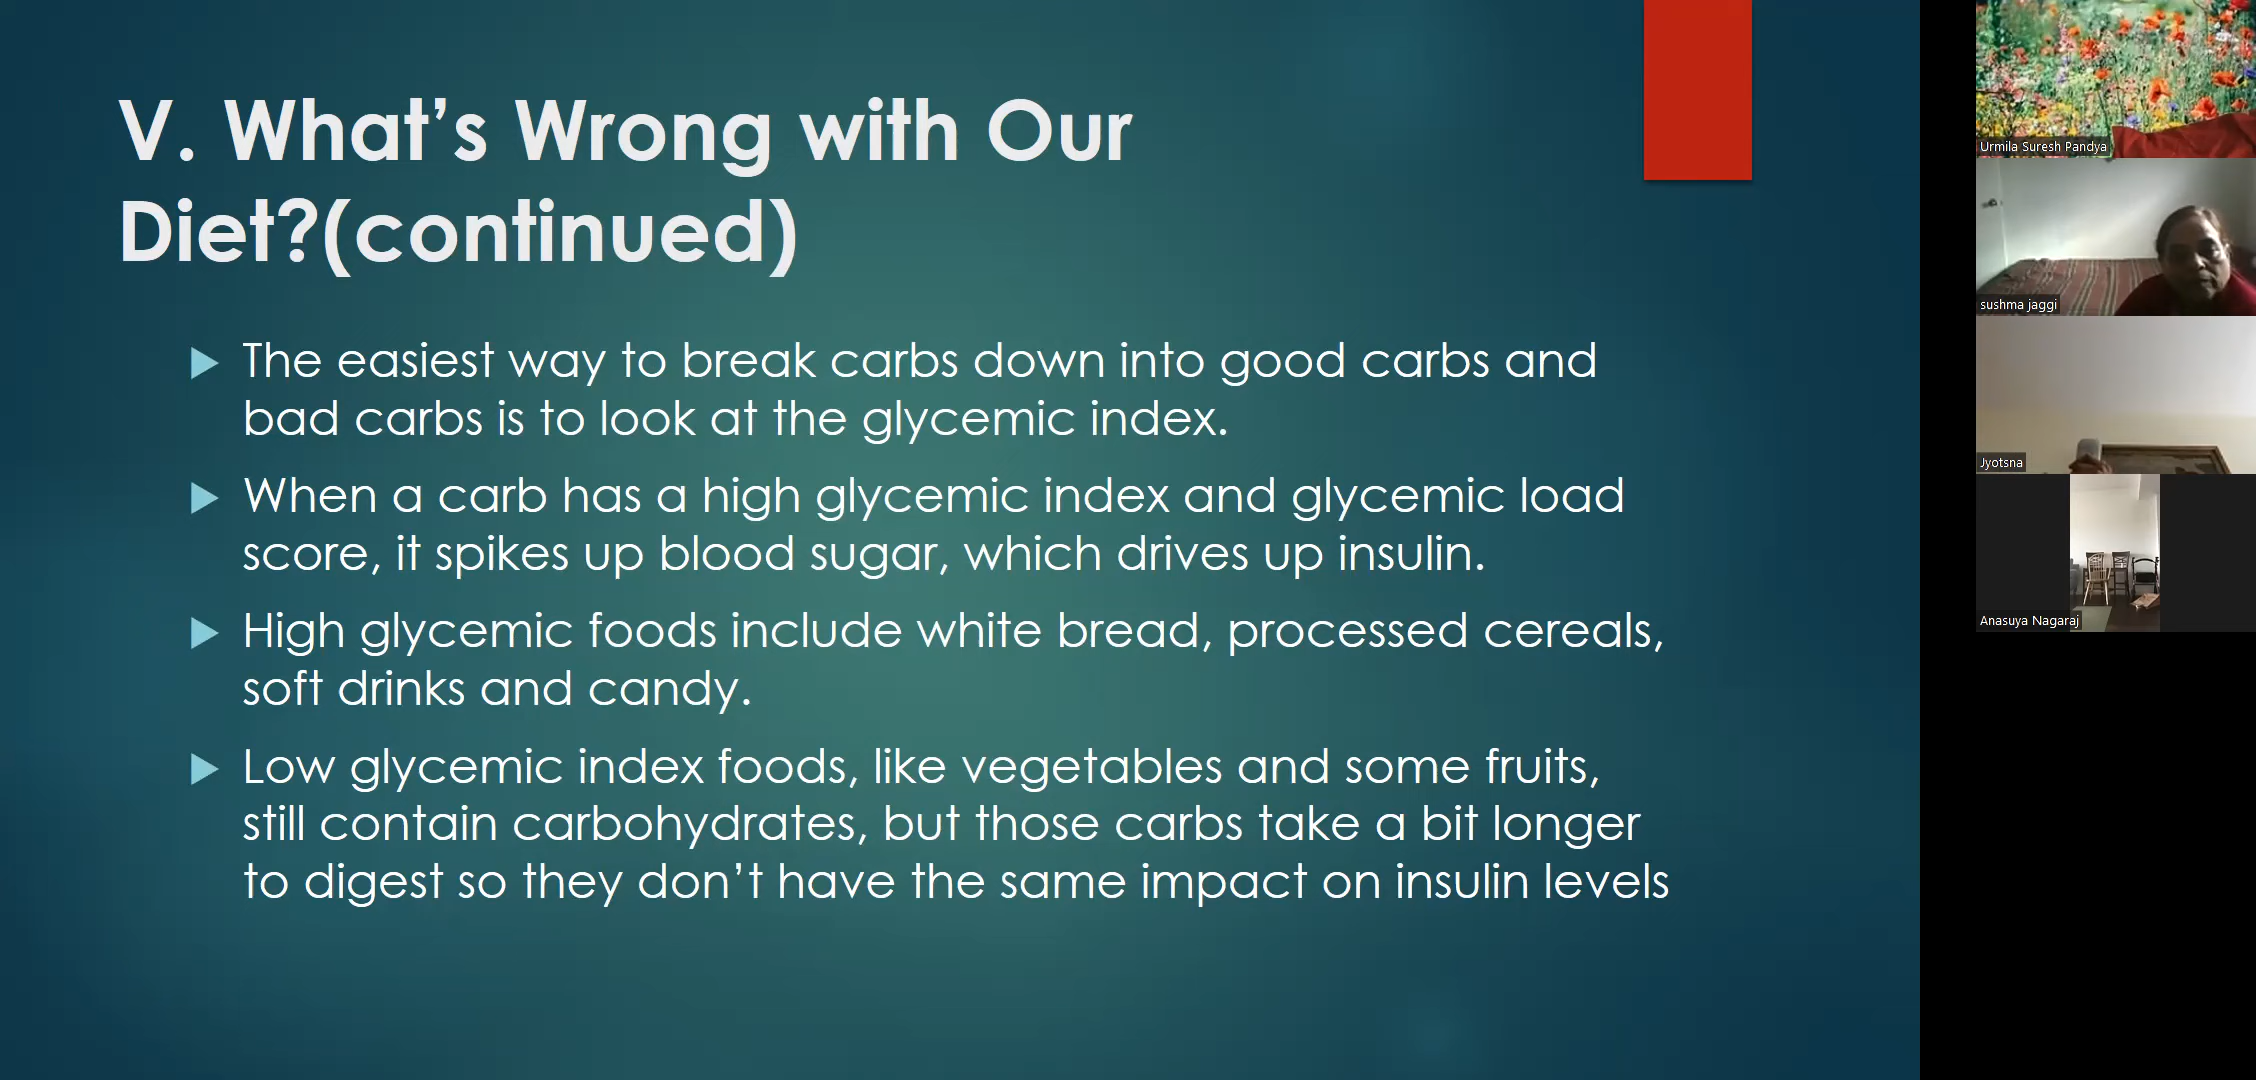 V. What’s Wrong with Our
Diet?(continued)
The easiest way to break carbs down into good carbs and
bad carbs is to look at the glycemic index.
When a carb has a high glycemic index and glycemic load
score, it spikes up blood sugar, which drives up insulin.
High glycemic foods include white bread, processed cereals,
soft drinks and candy.
Low glycemic index foods, like vegetables and some fruits,
still contain carbohydrates, but those carbs take a bit longer
to digest so they don’t have the same impact on insulin levels
Urmila Suresh Pandya
sushma jaggi
Jyotsna
Anasuya Nagaraj